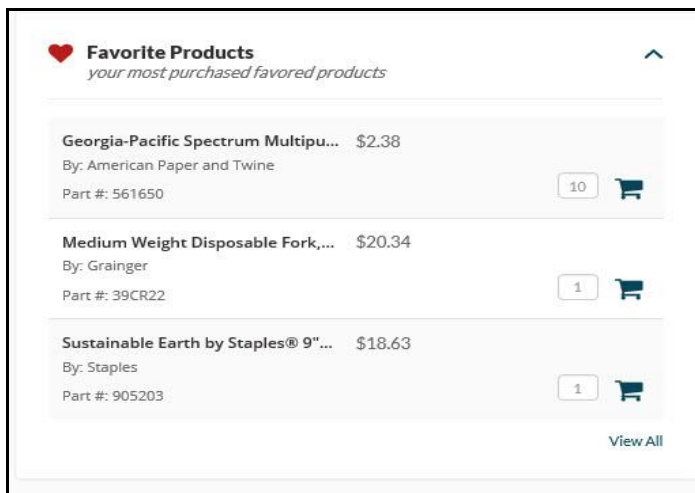 Favorite Products
your most purchased favored products
Georgia-Pacific Spectrum Multipu... $2.38
By: American Paper and Twine
Part #: 561650
10
Medium Weight Disposable Fork,... $20.34
By: Grainger
Part #: 39CR22
1
Sustainable Earth by Staples® 9"... $18.63
By: Staples
Part #: 905203
1
View All